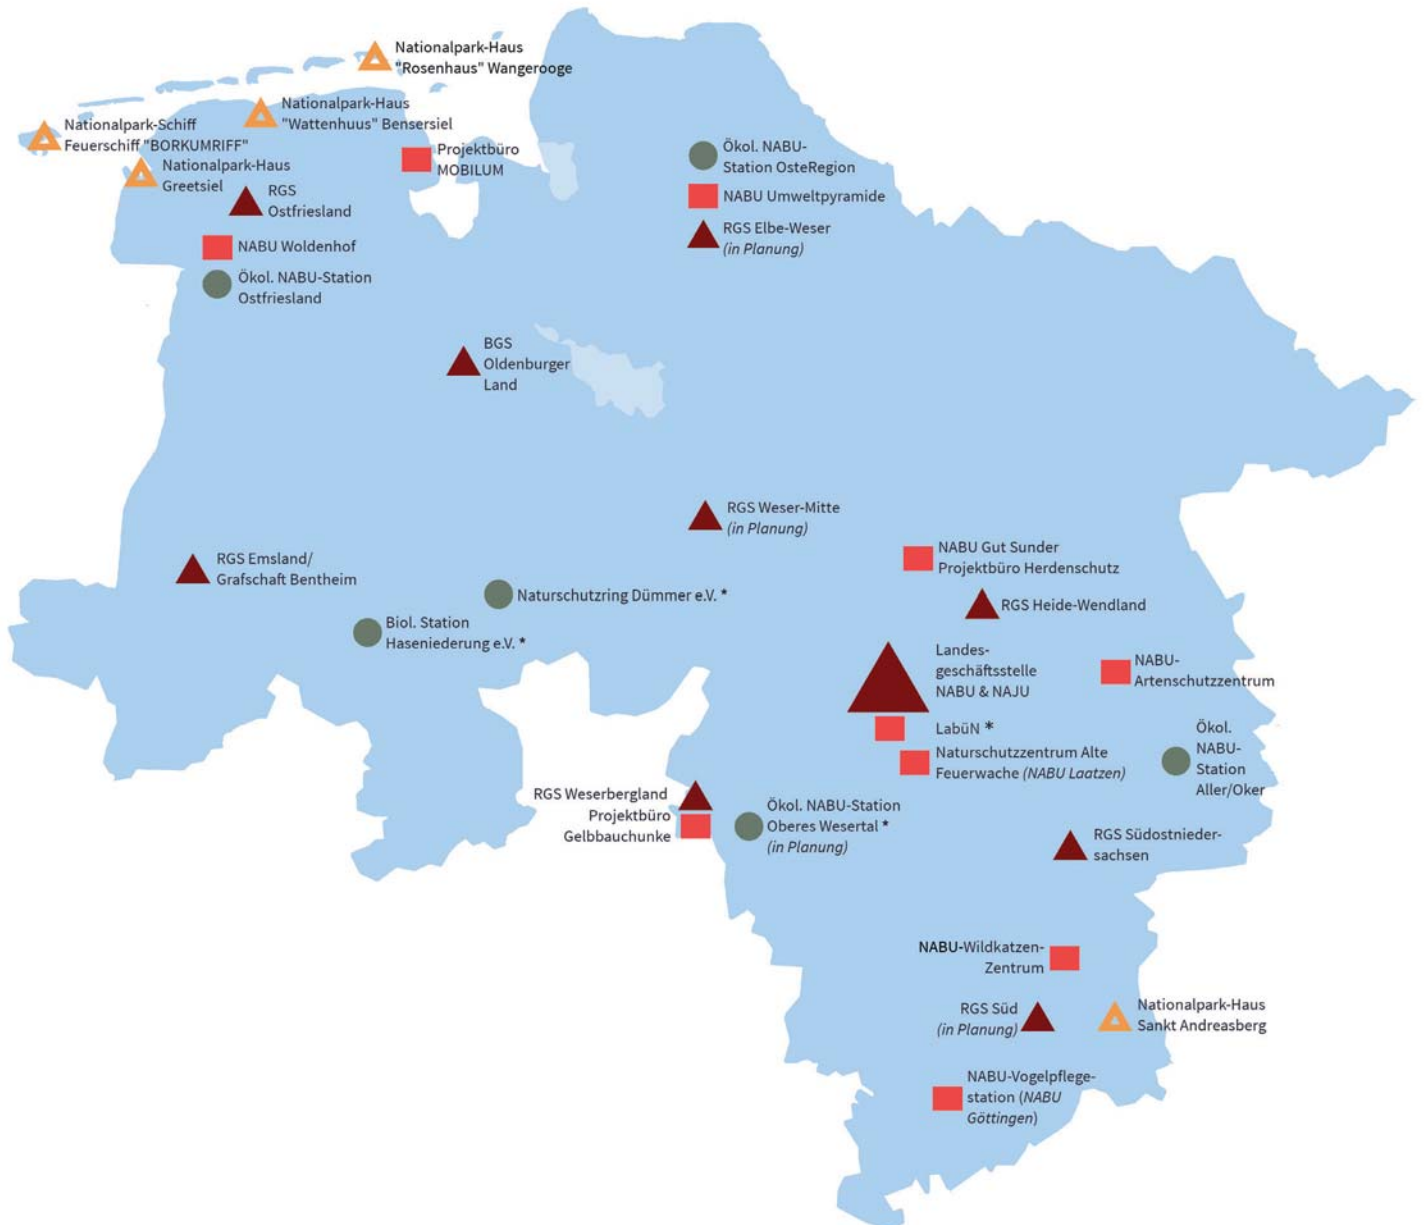 Nationalpark-Haus
"Rosenhaus" Wangerooge
Nationalpark-Haus
"Wattenhuus" Bensersiel
Nationalpark-Schiff
Feuerschiff "BORKUMRIFF"
Nationalpark-Haus
Greetsiel
Projektbüro
MOBILUM
RGS
Ostfriesland
NABU Woldenhof
Ökol. NABU-Station
Ostfriesland
Ökol. NABU-
Station OsteRegion
NABU Umweltpyramide
RGS Elbe-Weser
(in Planung)
BGS
Oldenburger
Land
RGS Weser-Mitte
(in Planung)
RGS Emsland/
Grafschaft Bentheim
Naturschutzring Dümmer e.V. *
Biol. Station
Haseniederung e.V. *
NABU Gut Sunder
Projektbüro Herdenschutz
RGS Heide-Wendland
Landes-
geschäftsstelle
NABU & NAJU
NABU-
Artenschutzzentrum
LabüN *
Naturschutzzentrum Alte
Feuerwache (NABU Laatzen)
Ökol.
NABU-
Station
Aller/Oker
RGS Weserbergland
Projektbüro
Gelbbauchunke
Ökol. NABU-Station
Oberes Wesertal *
(in Planung)
RGS Südostnieder-
sachsen
NABU-Wildkatzen-
Zentrum
RGS Süd
(in Planung)
Nationalpark-Haus
Sankt Andreasberg
NABU-Vogelpflege-
station (NABU
Göttingen)